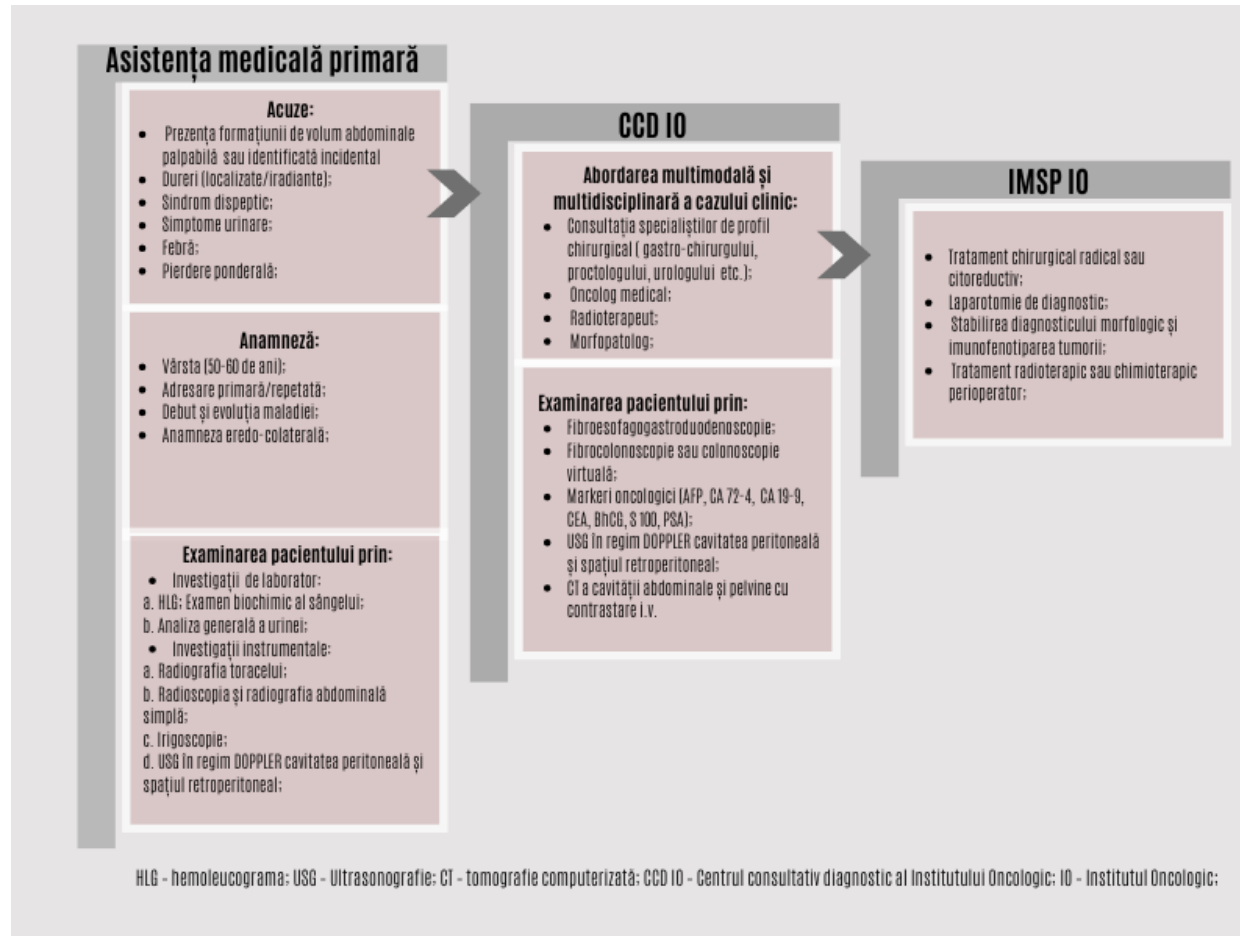 Asistența medicală primară
Acuze:
• Prezența formațiunii de volum abdominale
palpabilă sau identificată incidental
• Dureri (localizate/iradiante);
• Sindrom dispeptic;
• Simptome urinare;
• Febră;
• Pierdere ponderală;
Anamneză:
• Vârsta (50-60 de ani);
• Adresare primară/repetată;
• Debut și evoluția maladiei;
• Anamneza eredo-colaterală;
Examinarea pacientului prin:
• Investigații de laborator:
a. HLG; Examen biochimic al sângelui;
b. Analiza generală a urinei;
• Investigații instrumentale:
a. Radiografia toracelui;
b. Radioscopia și radiografia abdominală
simplă;
c. Irigoscopie;
d. USG în regim DOPPLER cavitatea peritoneală și
spațiul retroperitoneal;
CCD IO
Abordarea multimodală și
multidisciplinară a cazului clinic:
• Consultația specialiștilor de profil
chirurgical ( gastro-chirurgului,
proctologului, urologului etc.);
• Oncolog medical;
• Radioterapeut;
• Morfopatolog;
Examinarea pacientului prin:
• Fibroesofagogastroduodenoscopie;
• Fibrocolonoscopie sau colonoscopie
virtuală;
• Markeri oncologici (AFP, CA 72-4, CA 19-9,
CEA, BhCG, S 100, PSA);
• USG în regim DOPPLER cavitatea peritoneală
și spațiul retroperitoneal;
• CT a cavității abdominale și pelvine cu
contrastare i.v.
IMSP IO
• Tratament chirurgical radical sau
citoreductiv;
• Laparotomie de diagnostic;
• Stabilirea diagnosticului morfologic și
imunofenotiparea tumorii;
• Tratament radioterapic sau chimioterapic
perioperator;
HLG - hemoleucograma; USG - Ultrasonografie; CT - tomografie computerizată; CCD IO - Centrul consultativ diagnostic al Institutului Oncologic; IO - Institutul Oncologic;